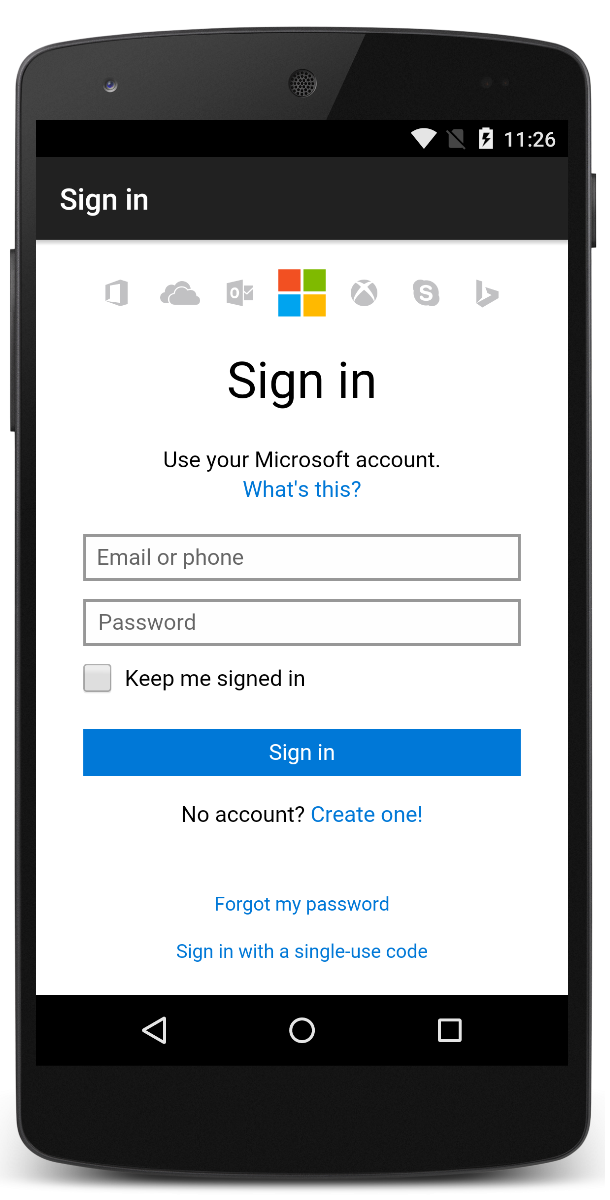 11:26
Sign in
Sign in
Use your Microsoft account.
What's this?
Email or phone
Password
Keep me signed in
Sign in
No account? Create one!
Forgot my password
Sign in with a single-use code